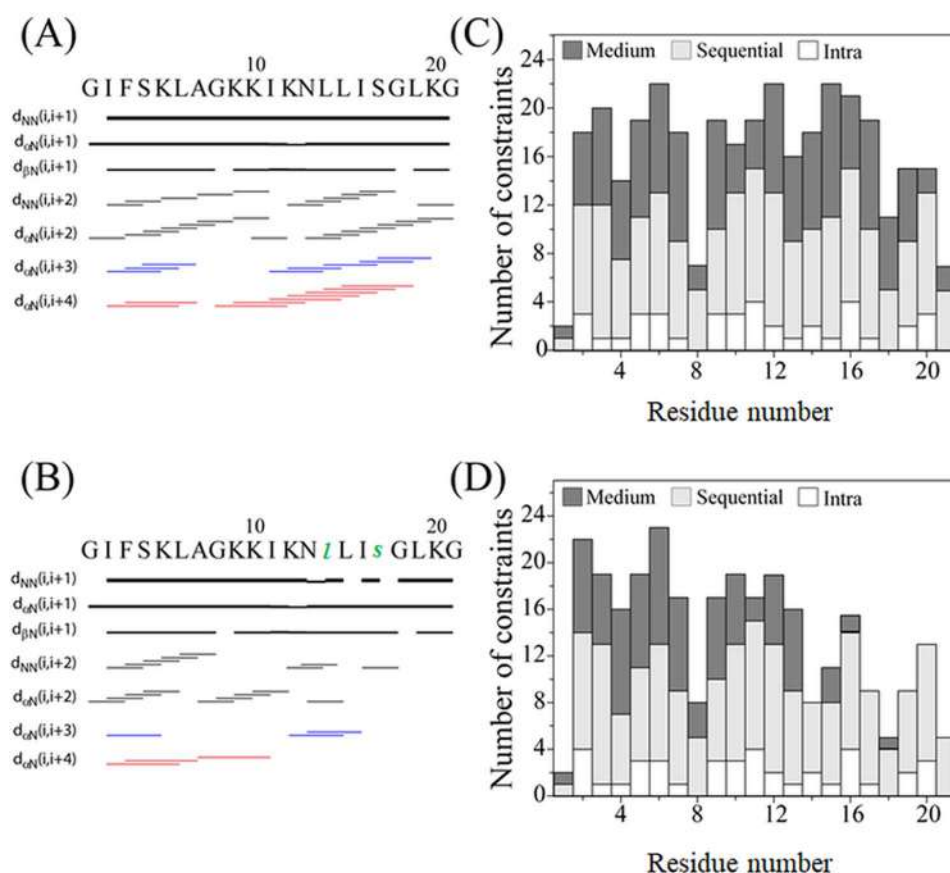 (A)
10 20
GIFSKLAGKKIKNLLISGLKG
dNN(i,i+1)
dαN(i,i+1)
dβN(i,i+1)
dNN(i,i+2)
dαN(i,i+2)
dαN(i,i+3)
dαN(i,i+4)
(C)
Medium Sequential Intra
24
20
16
12
8
4
0
4 8 12 16 20
Number of constraints
Residue number
(B)
10 20
GIFSKLAGKKIKNlLIsGLKG
dNN(i,i+1)
dαN(i,i+1)
dβN(i,i+1)
dNN(i,i+2)
dαN(i,i+2)
dαN(i,i+3)
dαN(i,i+4)
(D)
Medium Sequential Intra
24
20
16
12
8
4
0
4 8 12 16 20
Number of constraints
Residue number